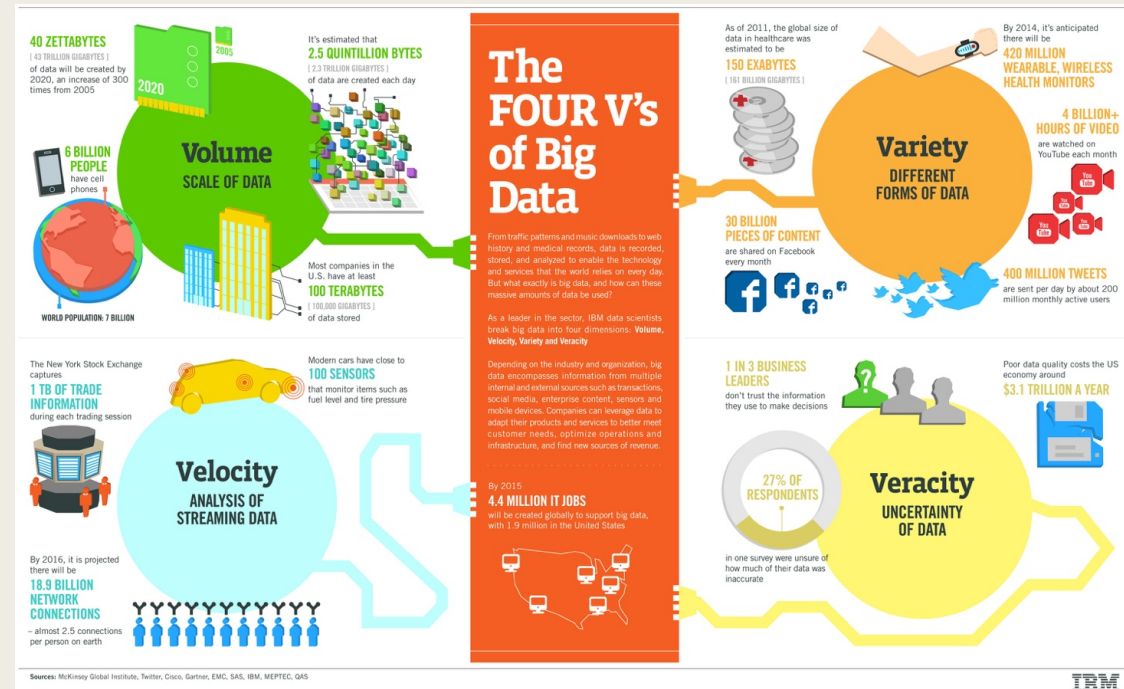 40 ZETTABYTES
[ 43 TRILLION GIGABYTES ]
of data will be created by
2020, an increase of 300
times from 2005
2005
2020
6 BILLION
PEOPLE
have cell
phones
WORLD POPULATION: 7 BILLION
Volume
SCALE OF DATA
It's estimated that
2.5 QUINTILLION BYTES
[ 2.3 TRILLION GIGABYTES ]
of data are created each day
Most companies in the
U.S. have at least
100 TERABYTES
[ 100,000 GIGABYTES ]
of data stored
The New York Stock Exchange
captures
1 TB OF TRADE
INFORMATION
during each trading session
Modern cars have close to
100 SENSORS
that monitor items such as
fuel level and tire pressure
Velocity
ANALYSIS OF
STREAMING DATA
By 2016, it is projected
there will be
18.9 BILLION
NETWORK
CONNECTIONS
– almost 2.5 connections
per person on earth
The
FOUR V's
of Big
Data
From traffic patterns and music downloads to web
history and medical records, data is recorded,
stored, and analyzed to enable the technology
and services that the world relies on every day.
But what exactly is big data, and how can these
massive amounts of data be used?
As a leader in the sector, IBM data scientists
break big data into four dimensions: Volume,
Velocity, Variety and Veracity
Depending on the industry and organization, big
data encompasses information from multiple
internal and external sources such as transactions,
social media, enterprise content, sensors and
mobile devices. Companies can leverage data to
adapt their products and services to better meet
customer needs, optimize operations and
infrastructure, and find new sources of revenue.
By 2015
4.4 MILLION IT JOBS
will be created globally to support big data,
with 1.9 million in the United States
As of 2011, the global size of
data in healthcare was
estimated to be
150 EXABYTES
[ 161 BILLION GIGABYTES ]
Variety
DIFFERENT
FORMS OF DATA
By 2014, it's anticipated
there will be
420 MILLION
WEARABLE, WIRELESS
HEALTH MONITORS
4 BILLION+
HOURS OF VIDEO
are watched on
YouTube each month
You
Tube
You
Tube
You
Tube
You
Tube
30 BILLION
PIECES OF CONTENT
are shared on Facebook
every month
400 MILLION TWEETS
are sent per day by about 200
million monthly active users
1 IN 3 BUSINESS
LEADERS
don't trust the information
they use to make decisions
27% OF
RESPONDENTS
in one survey were unsure of
how much of their data was
inaccurate
Veracity
UNCERTAINTY
OF DATA
Poor data quality costs the US
economy around
$3.1 TRILLION A YEAR
Sources: McKinsey Global Institute, Twitter, Cisco, Gartner, EMC, SAS, IBM, MEPTEC, QAS